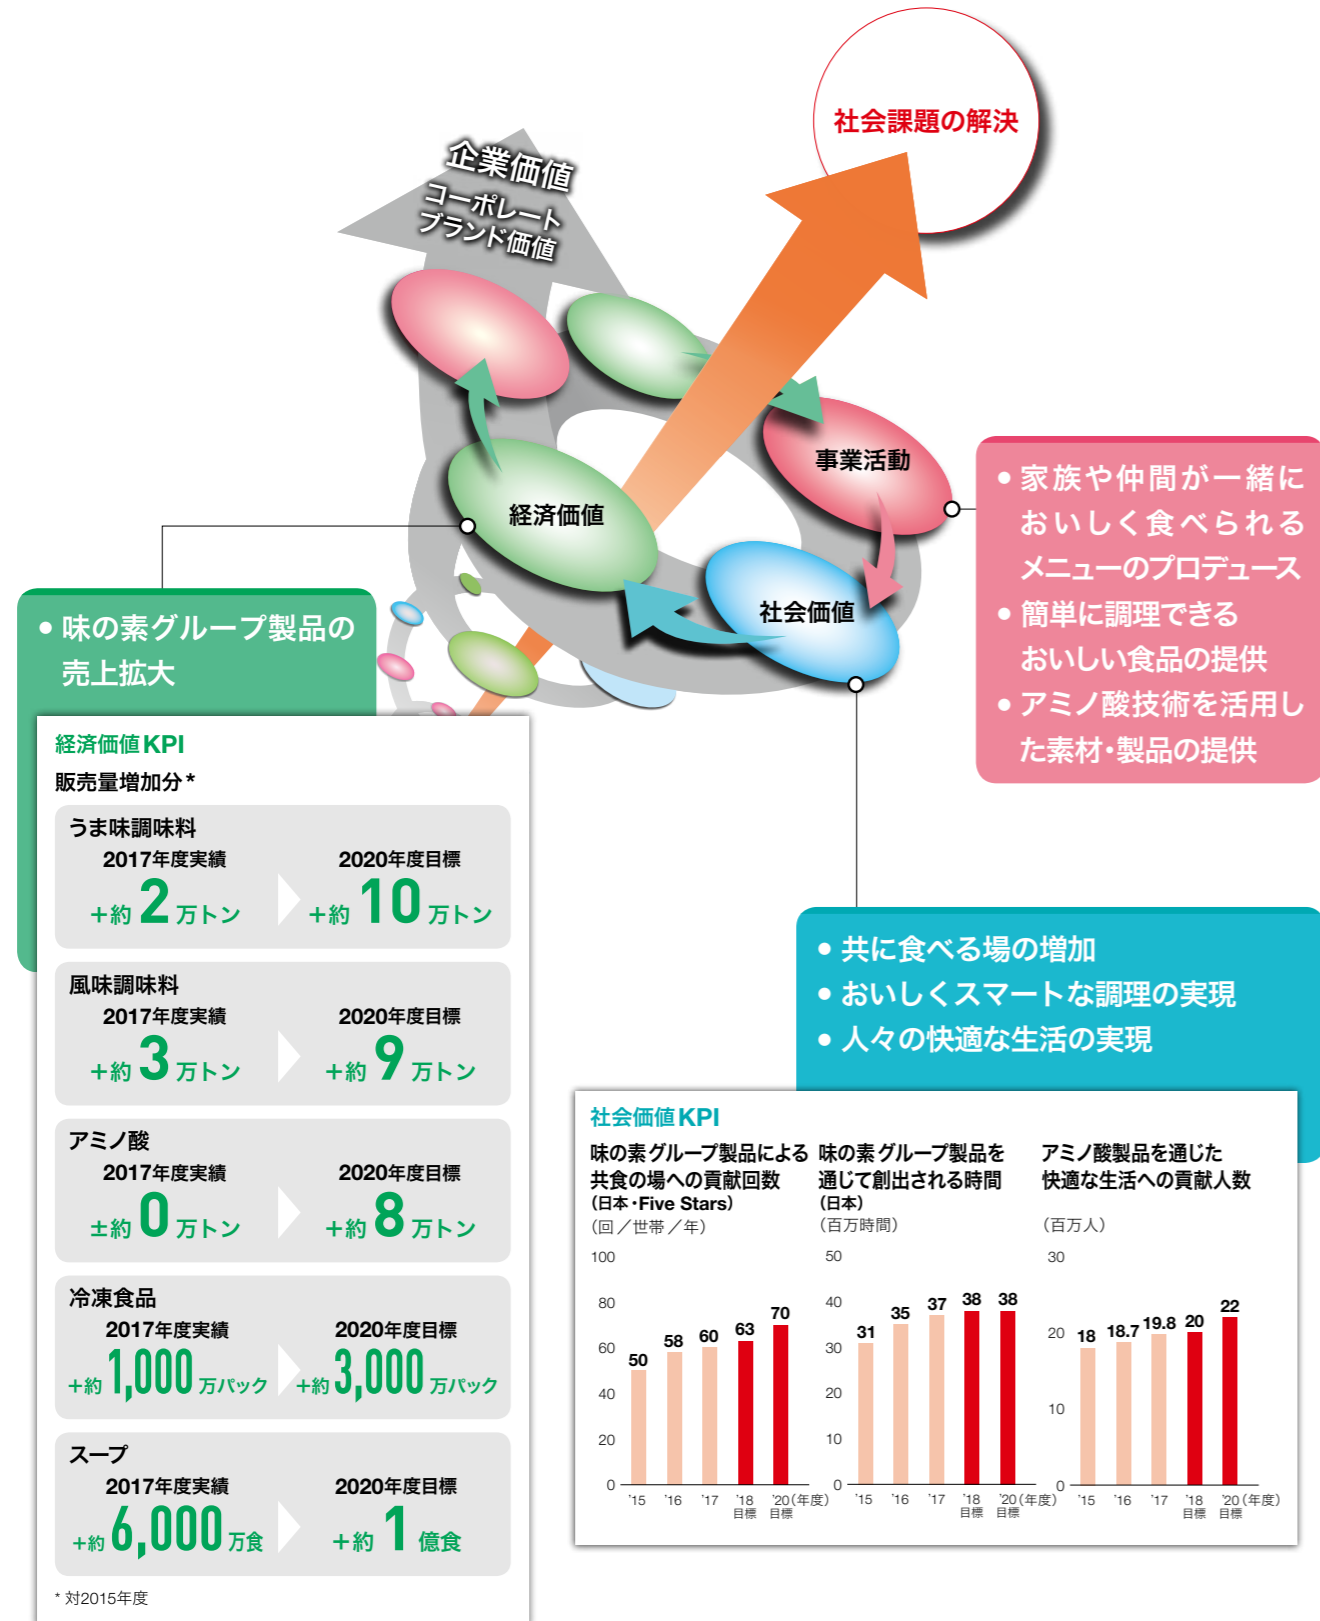 社会課題の解決
企業価値
コーポレート
ブランド価値
事業活動
経済価値
社会価値
• 家族や仲間が一緒に
おいしく食べられる
メニューのプロデュース
• 簡単に調理できる
おいしい食品の提供
• アミノ酸技術を活用し
た素材・製品の提供
• 味の素グループ製品の
売上拡大
経済価値KPI
販売量増加分*
うま味調味料
2017年度実績 2020年度目標
+約2万トン +約10万トン
風味調味料
2017年度実績 2020年度目標
+約3万トン +約9万トン
アミノ酸
2017年度実績 2020年度目標
±約0万トン +約8万トン
冷凍食品
2017年度実績 2020年度目標
+約1,000万パック +約3,000万パック
スープ
2017年度実績 2020年度目標
+約6,000万食 +約1億食
* 対2015年度
• 共に食べる場の増加
• おいしくスマートな調理の実現
• 人々の快適な生活の実現
社会価値KPI
味の素グループ製品による
共食の場への貢献回数
(日本・Five Stars)
(回/世帯/年)
100
80
60
40
20
0
50 58 60 63 70
'15 '16 '17 '18 '20(年度)
目標 目標
味の素グループ製品を
通じて創出される時間
(日本)
(百万時間)
50
40
30
20
10
0
31 35 37 38 38
'15 '16 '17 '18 '20(年度)
目標 目標
アミノ酸製品を通じた
快適な生活への貢献人数
(百万人)
30
20
10
0
18 18.7 19.8 20 22
'15 '16 '17 '18 '20(年度)
目標 目標